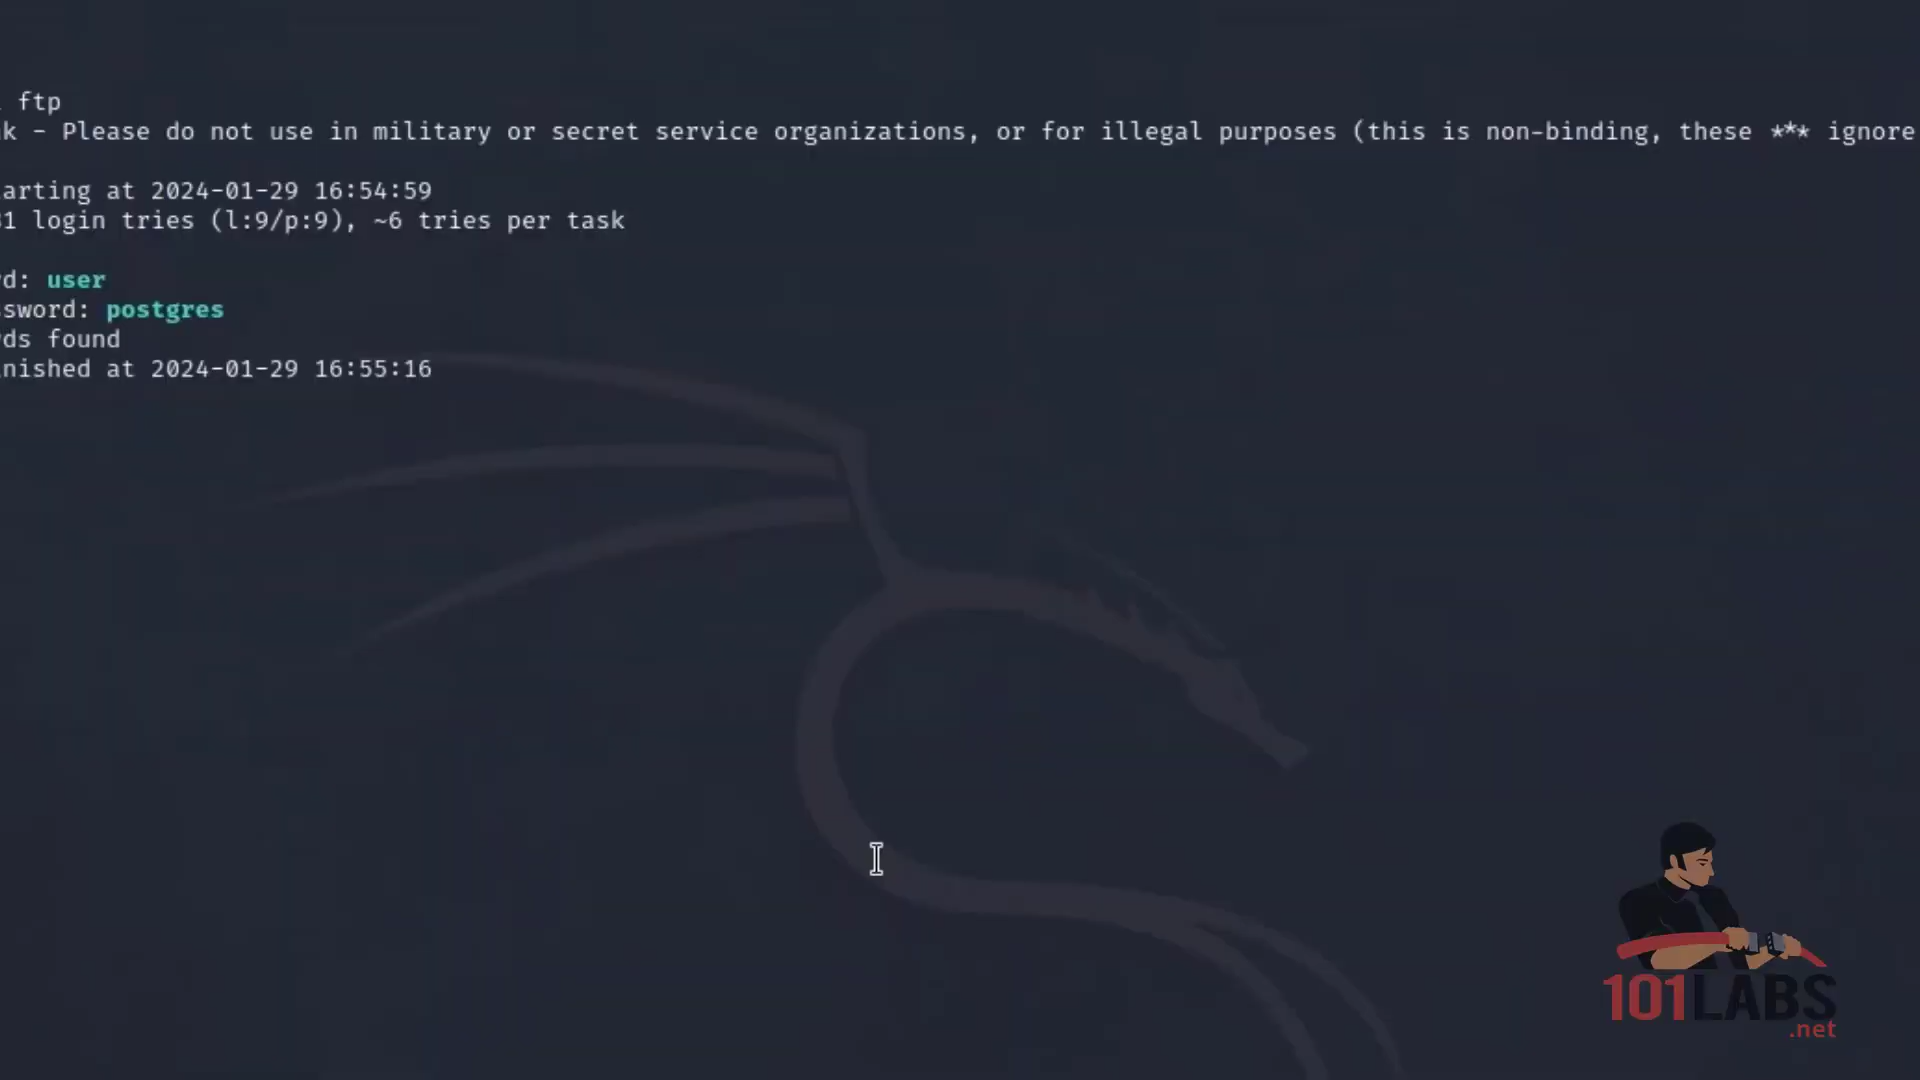 ftp
k - Please do not use in military or secret service organizations, or for illegal purposes (this is non-binding, these *** ignore
arting at 2024-01-29 16:54:59
31 login tries (l:9/p:9), ~6 tries per task
d: user
sword: postgres
ds found
nished at 2024-01-29 16:55:16
101LABS
.net